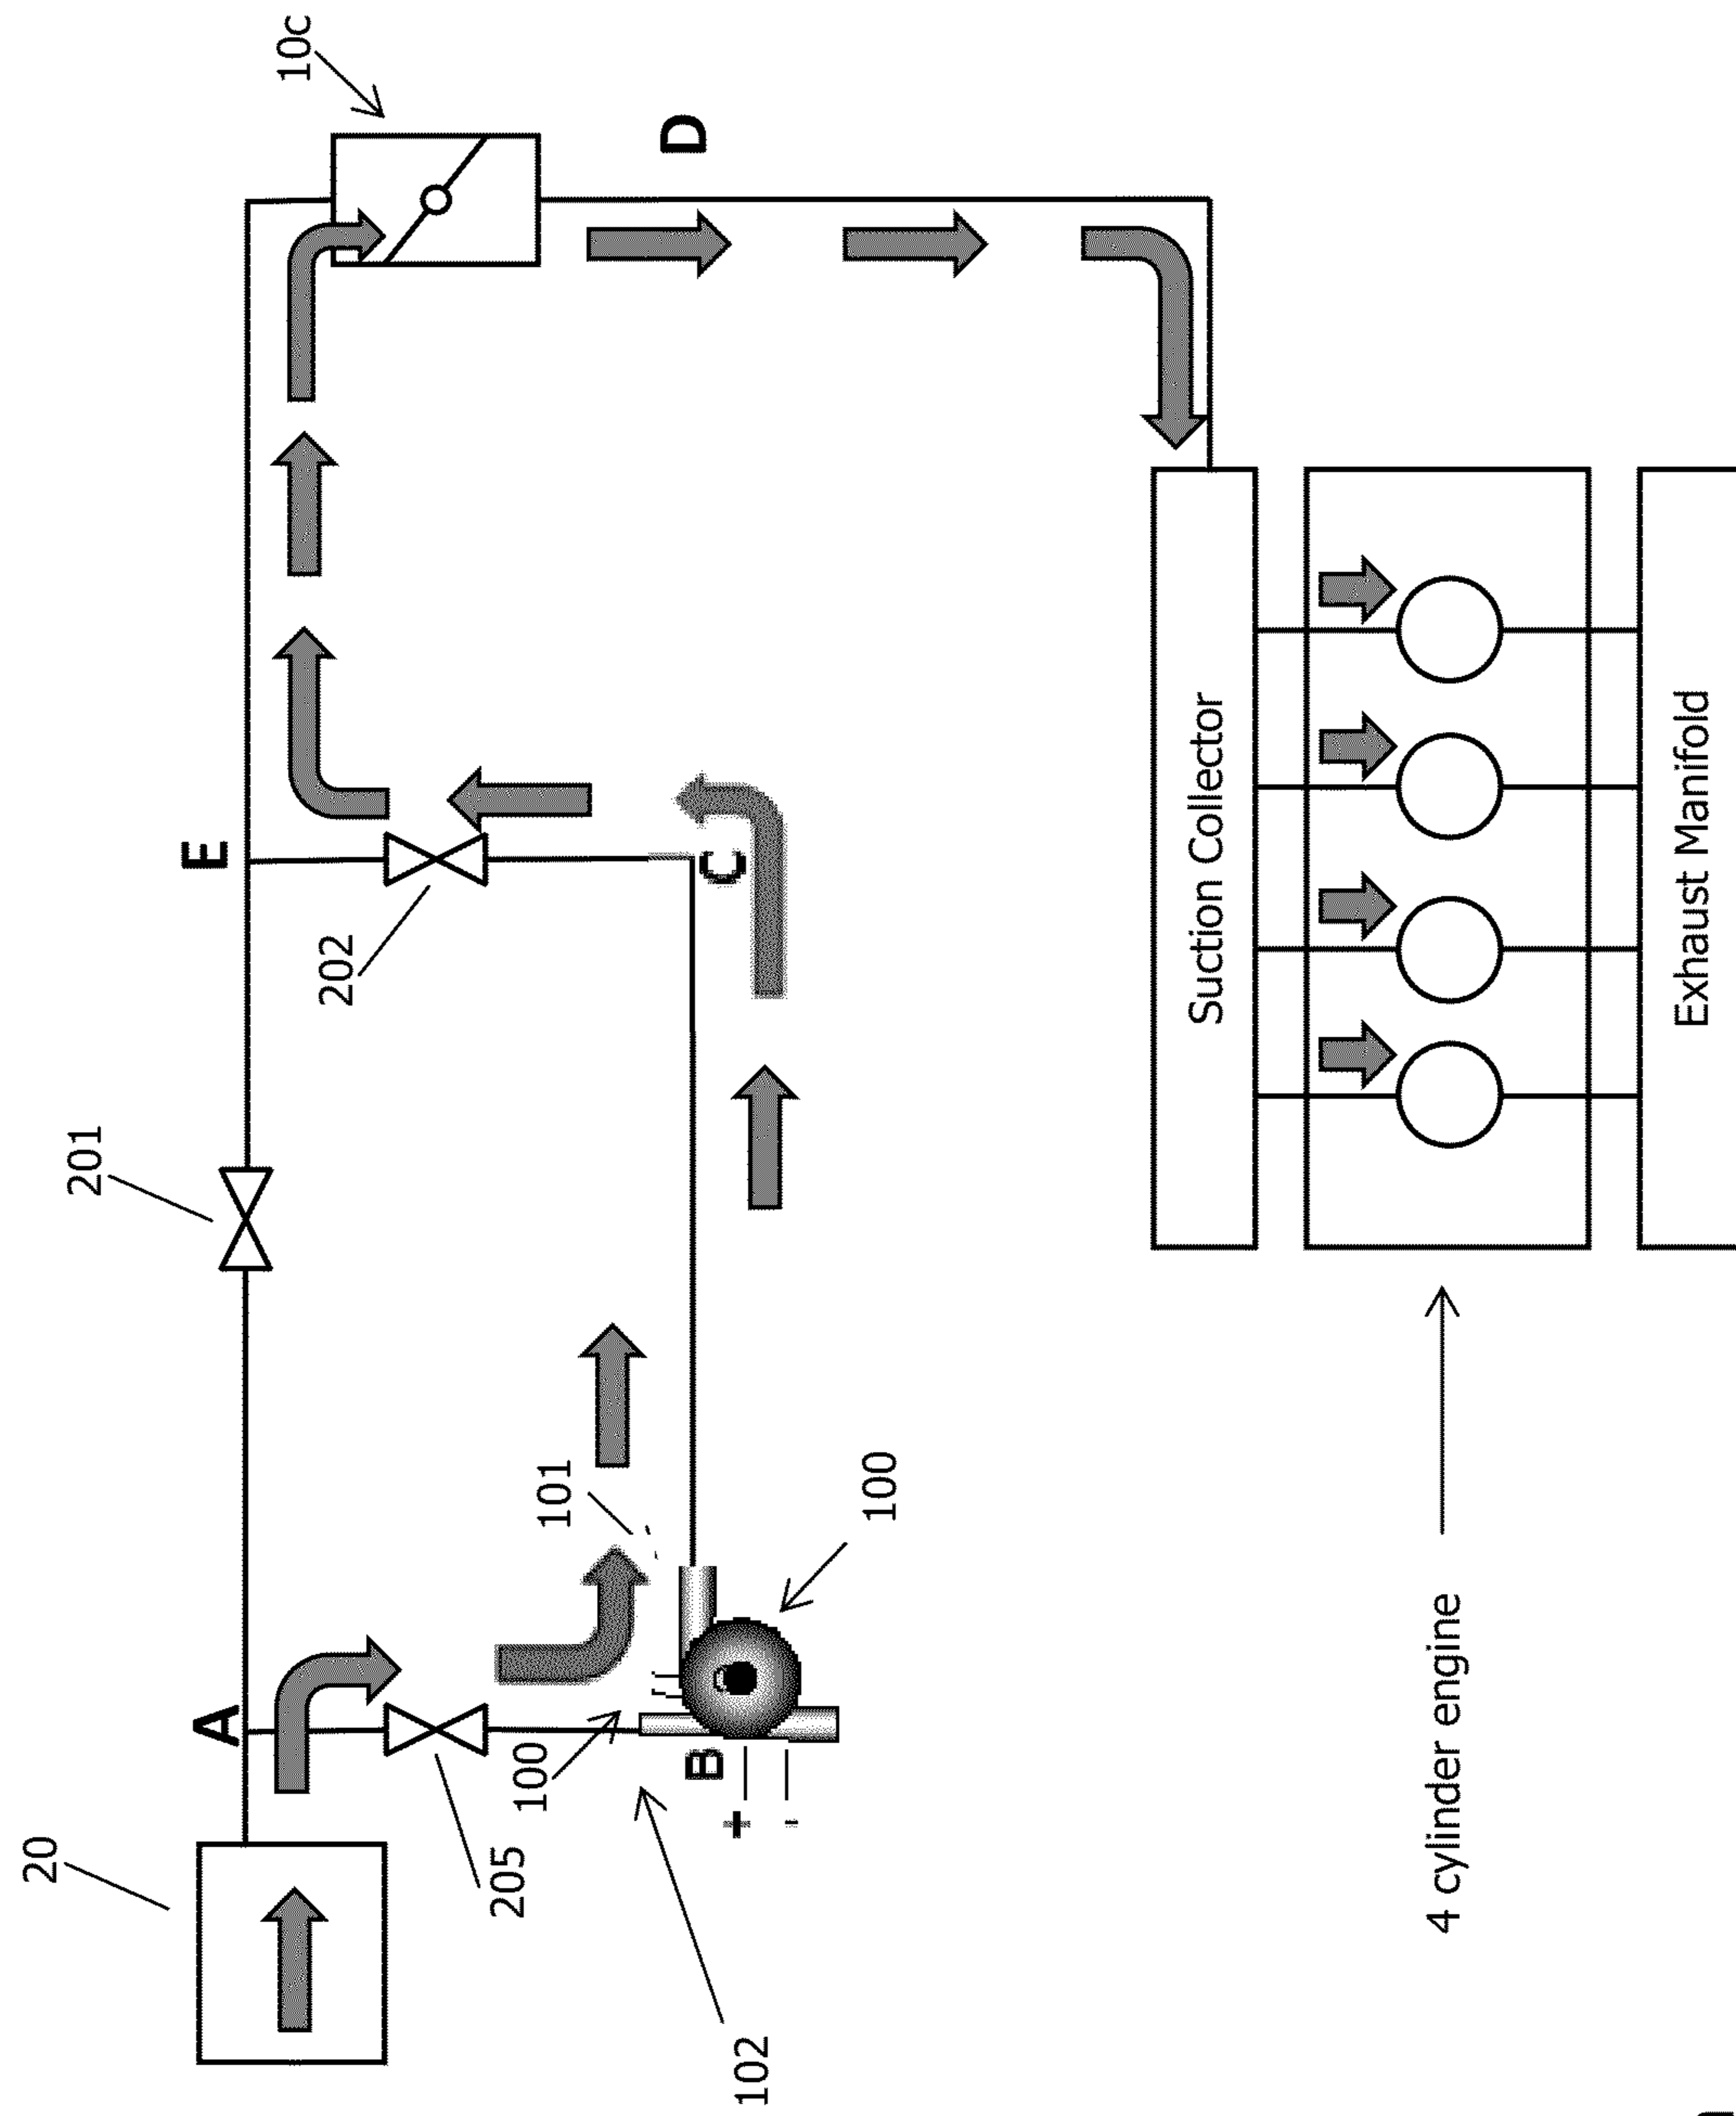 10c
D
E
202
C
201
A
101
100
20
205
100
B
+
-
102
Suction Collector
4 cylinder engine
Exhaust Manifold